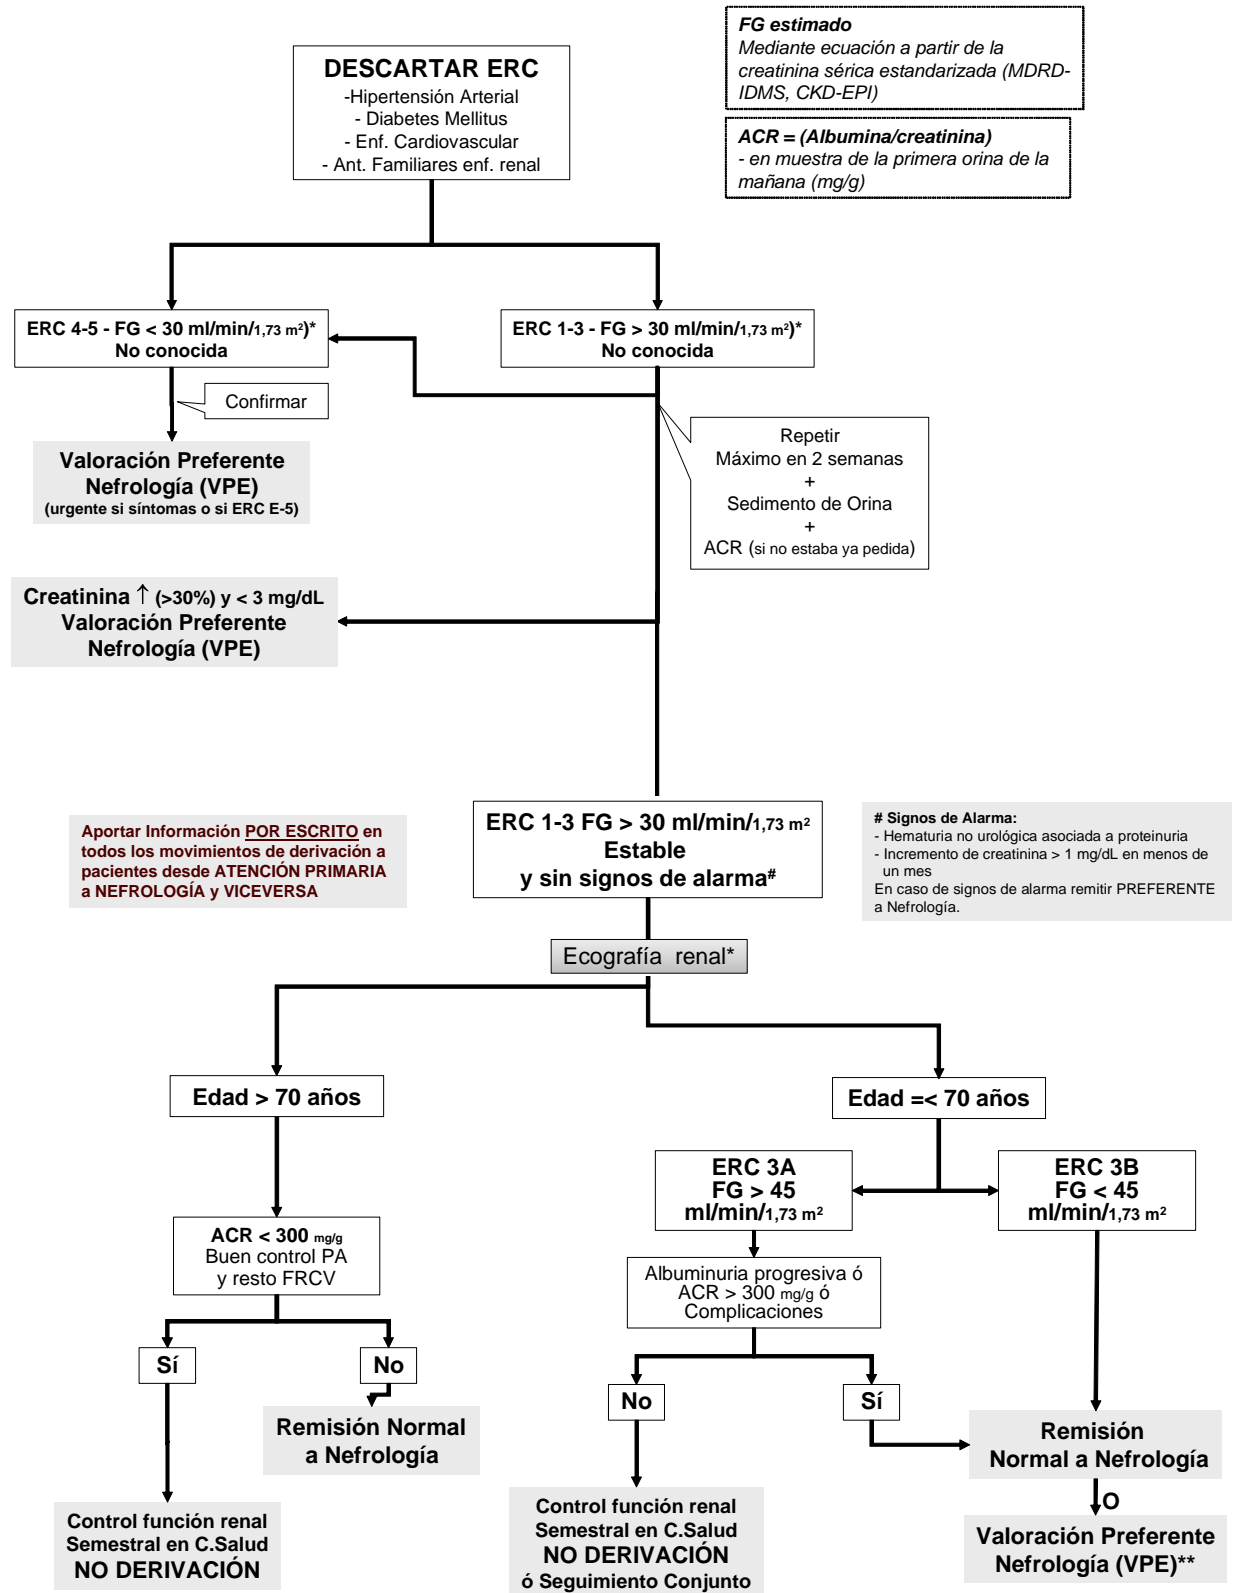 FG estimado
Mediante ecuación a partir de la
creatinina sérica estandarizada (MDRD-
IDMS, CKD-EPI)
DESCARTAR ERC
-Hipertensión Arterial
- Diabetes Mellitus
- Enf. Cardiovascular
- Ant. Familiares enf. renal
ACR = (Albumina/creatinina)
- en muestra de la primera orina de la
mañana (mg/g)
ERC 4-5 - FG < 30 ml/min/1,73 m²)*
No conocida
ERC 1-3 - FG > 30 ml/min/1,73 m²)*
No conocida
Confirmar
Repetir
Máximo en 2 semanas
+
Sedimento de Orina
+
ACR (si no estaba ya pedida)
Valoración Preferente
Nefrología (VPE)
(urgente si síntomas o si ERC E-5)
Creatinina ↑ (>30%) y < 3 mg/dL
Valoración Preferente
Nefrología (VPE)
Aportar Información POR ESCRITO en
todos los movimientos de derivación a
pacientes desde ATENCIÓN PRIMARIA
a NEFROLOGÍA y VICEVERSA
ERC 1-3 FG > 30 ml/min/1,73 m²
Estable
y sin signos de alarma#
# Signos de Alarma:
- Hematuria no urológica asociada a proteinuria
- Incremento de creatinina > 1 mg/dL en menos de
un mes
En caso de signos de alarma remitir PREFERENTE
a Nefrología.
Ecografía renal*
Edad > 70 años
Edad =< 70 años
ERC 3A
FG > 45
ml/min/1,73 m²
ERC 3B
FG < 45
ml/min/1,73 m²
ACR < 300 mg/g
Buen control PA
y resto FRCV
Albuminuria progresiva ó
ACR > 300 mg/g ó
Complicaciones
Sí
No
No
Sí
Remisión Normal
a Nefrología
Remisión
Normal a Nefrología
O
Control función renal
Semestral en C.Salud
NO DERIVACIÓN
Control función renal
Semestral en C.Salud
NO DERIVACIÓN
ó Seguimiento Conjunto
Valoración Preferente
Nefrología (VPE)**